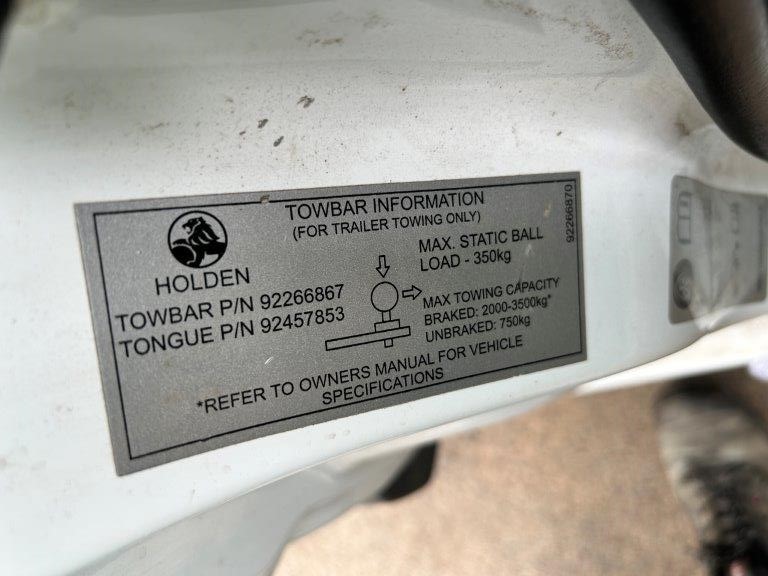 TOWBAR INFORMATION
(FOR TRAILER TOWING ONLY)
HOLDEN
TOWBAR P/N 92266867
TONGUE P/N 92457853
MAX. STATIC BALL
LOAD - 350kg
MAX TOWING CAPACITY
BRAKED: 2000-3500kg*
UNBRAKED: 750kg
*REFER TO OWNERS MANUAL FOR VEHICLE
SPECIFICATIONS
92266870